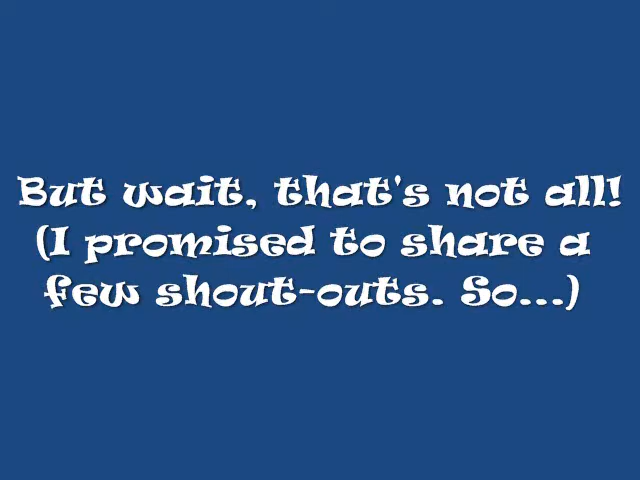 But wait, that's not all!
(I promised to share a
few shout-outs. So...)